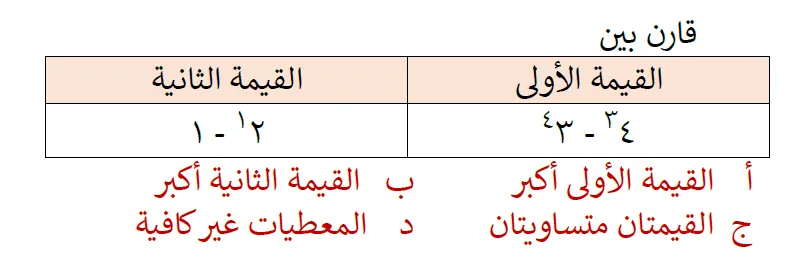 قارن بين
القيمة الأولى القيمة الثانية
٤^٣ - ٣^٤ ٢^١ - ١
أ القيمة الأولى أكبر ب القيمة الثانية أكبر
ج القيمتان متساويتان د المعطيات غير كافية